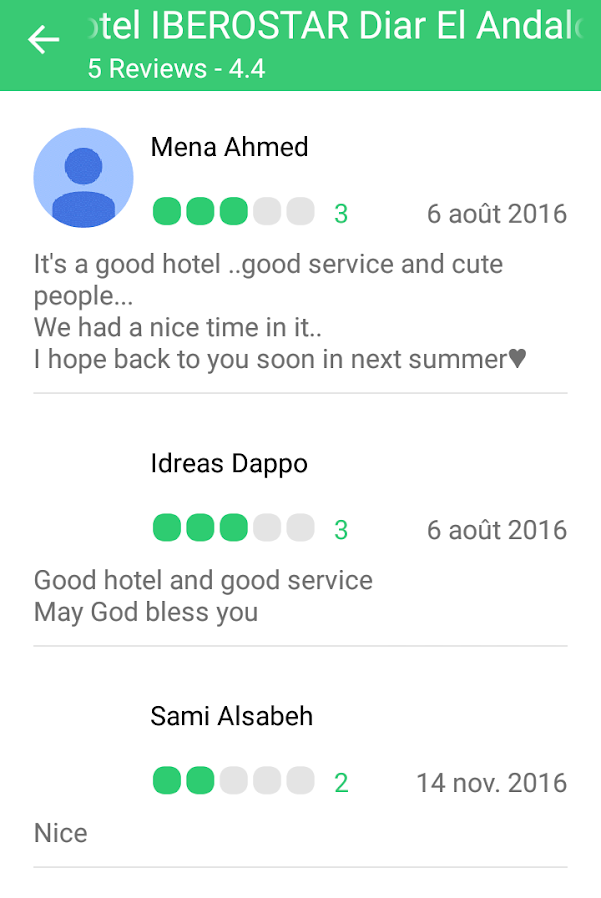 otel IBEROSTAR Diar El Andal
5 Reviews - 4.4
Mena Ahmed
3 6 août 2016
It's a good hotel ..good service and cute
people...
We had a nice time in it..
I hope back to you soon in next summer♥
Idreas Dappo
3 6 août 2016
Good hotel and good service
May God bless you
Sami Alsabeh
2 14 nov. 2016
Nice